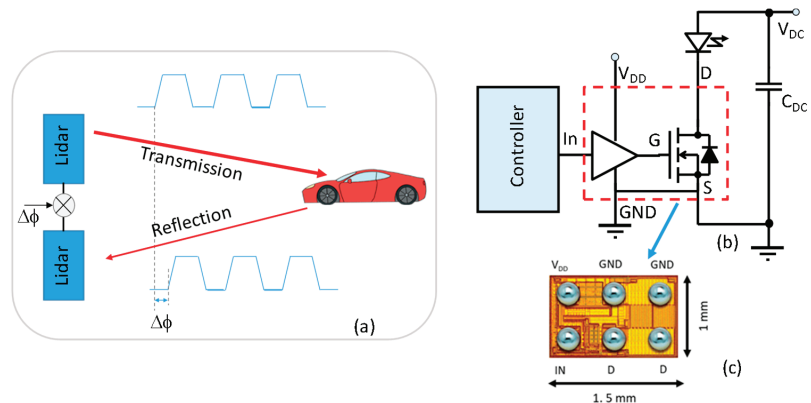 Lidar
Transmission
Δϕ
Reflection
Lidar
Δϕ
(a)
V_DC
D
V_DD
C_DC
Controller
In
G
S
GND
(b)
V_DD GND GND
1 mm
IN D D
(c)
1. 5 mm